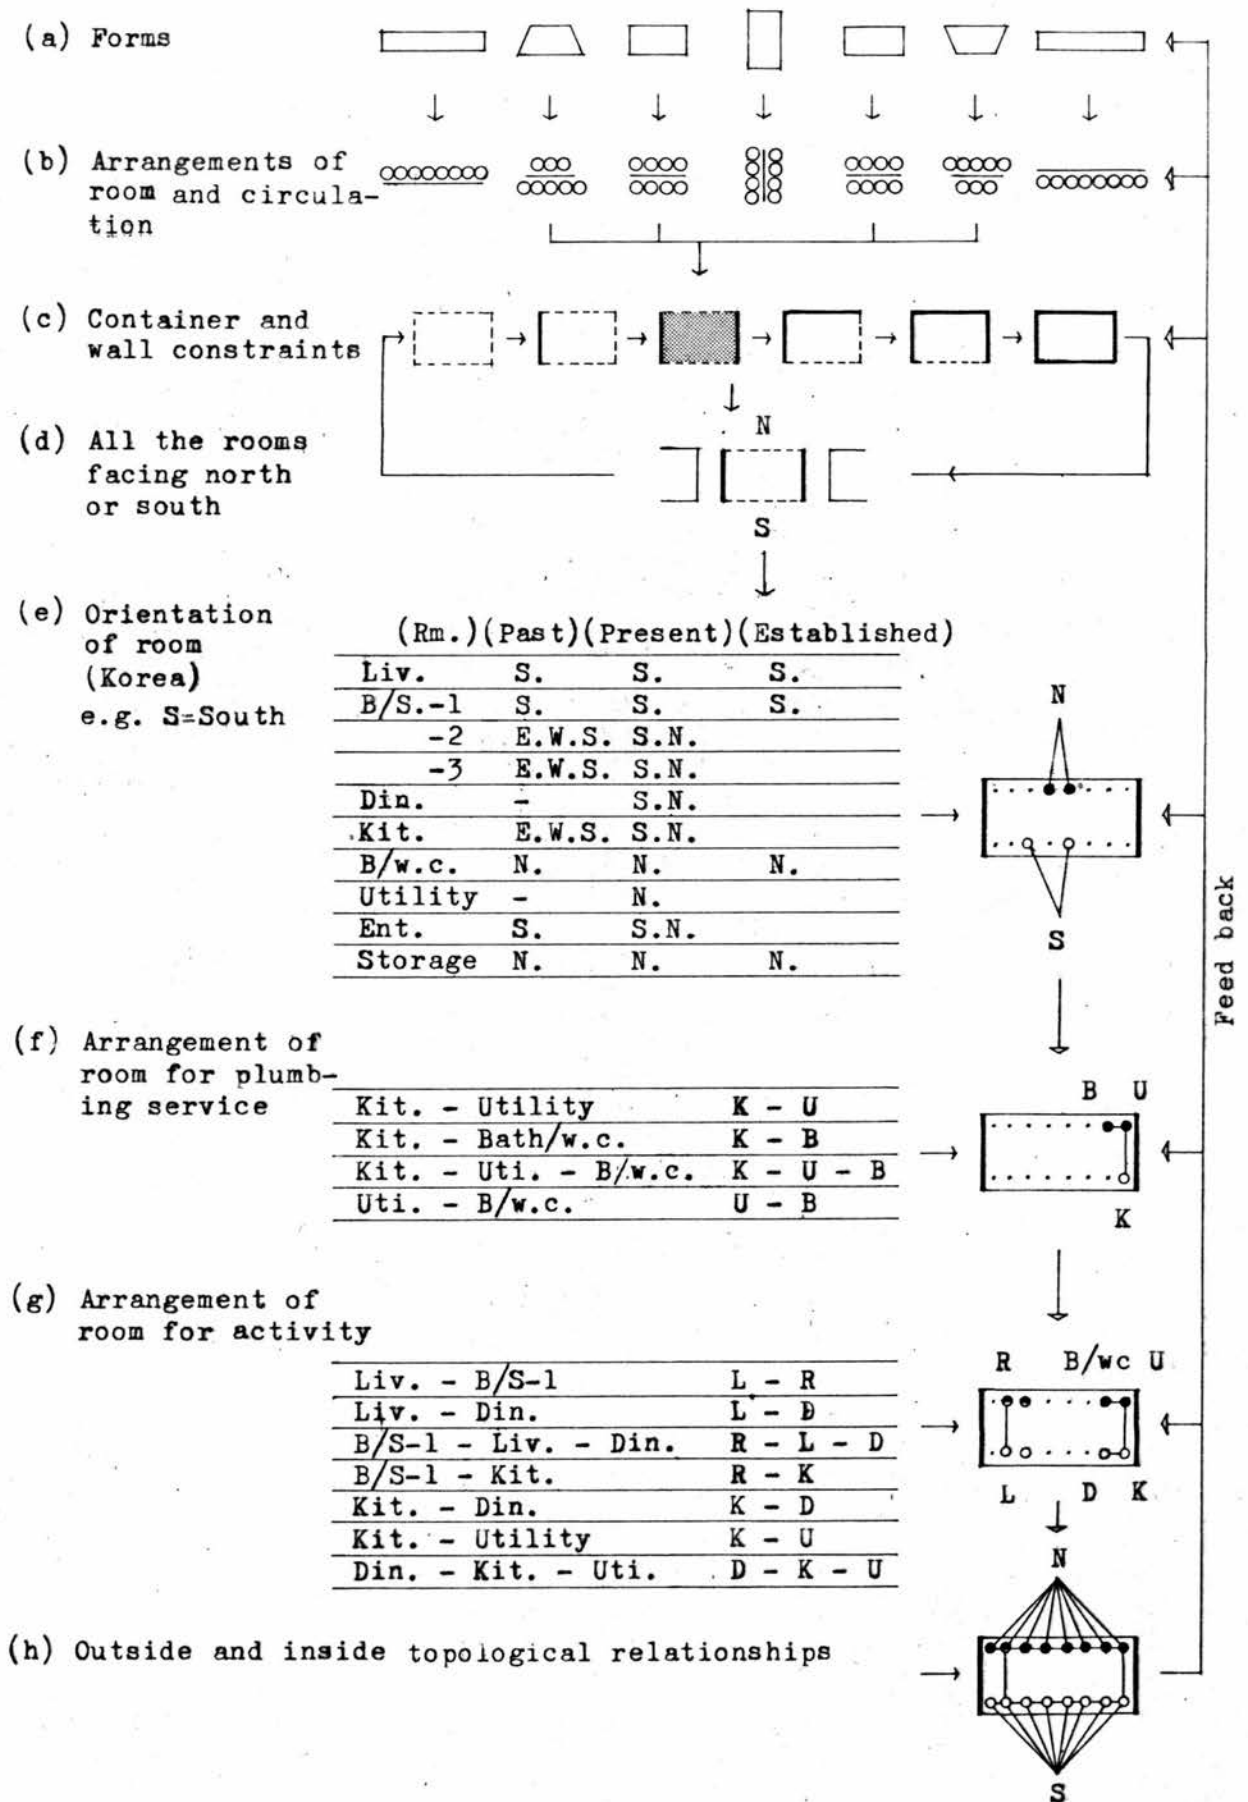 (a) Forms
(b) Arrangements of
room and circula-
tion
(c) Container and
wall constraints
(d) All the rooms
facing north
or south
N
S
(e) Orientation
of room
(Korea)
e.g. S=South
(Rm.) (Past) (Present) (Established)
Liv. S. S. S.
B/S.-1 S. S. S.
-2 E.W.S. S.N.
-3 E.W.S. S.N.
Din. - S.N.
Kit. E.W.S. S.N.
B/w.c. N. N. N.
Utility - N.
Ent. S. S.N.
Storage N. N. N.
N
S
Feed back
(f) Arrangement of
room for plumb-
ing service
Kit. - Utility K - U
Kit. - Bath/w.c. K - B
Kit. - Uti. - B/w.c. K - U - B
Uti. - B/w.c. U - B
B U
K
(g) Arrangement of
room for activity
Liv. - B/S-1 L - R
Liv. - Din. L - D
B/S-1 - Liv. - Din. R - L - D
B/S-1 - Kit. R - K
Kit. - Din. K - D
Kit. - Utility K - U
Din. - Kit. - Uti. D - K - U
R B/wc U
L D K
(h) Outside and inside topological relationships
N
S